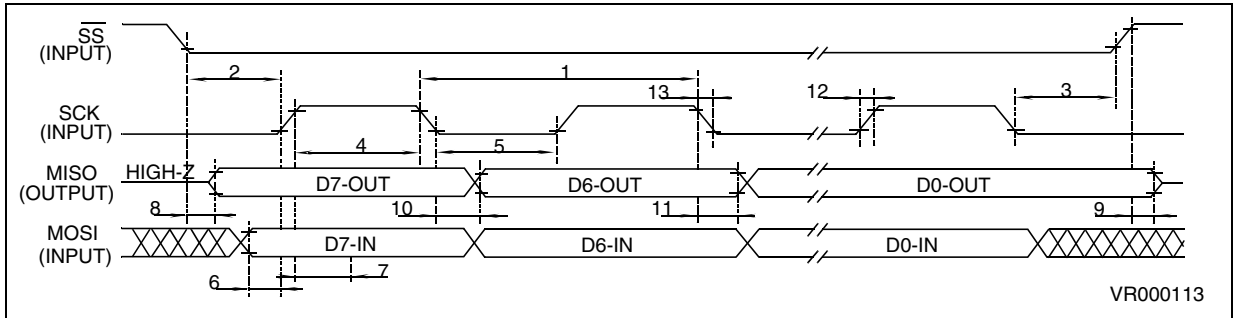 SS
(INPUT)
2
1
13
12
3
SCK
(INPUT)
4
5
MISO
(OUTPUT)
HIGH-Z
D7-OUT
D6-OUT
D0-OUT
8
10
11
9
MOSI
(INPUT)
D7-IN
D6-IN
D0-IN
6
7
VR000113